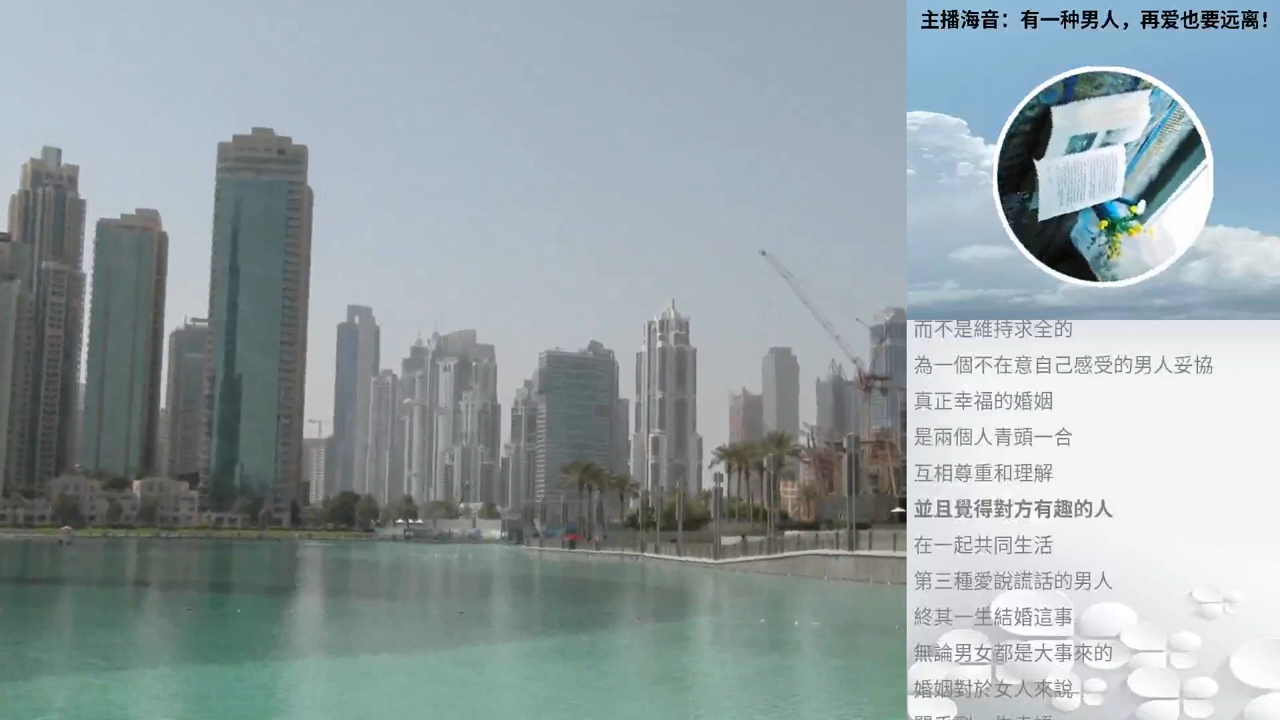 主播海音：有一种男人，再爱也要远离！
而不是維持求全的
為一個不在意自己感受的男人妥協
真正幸福的婚姻
是兩個人青頭一合
互相尊重和理解
並且覺得對方有趣的人
在一起共同生活
第三種愛說謊話的男人
終其一生結婚這事
無論男女都是大事來的
婚姻對於女人來說